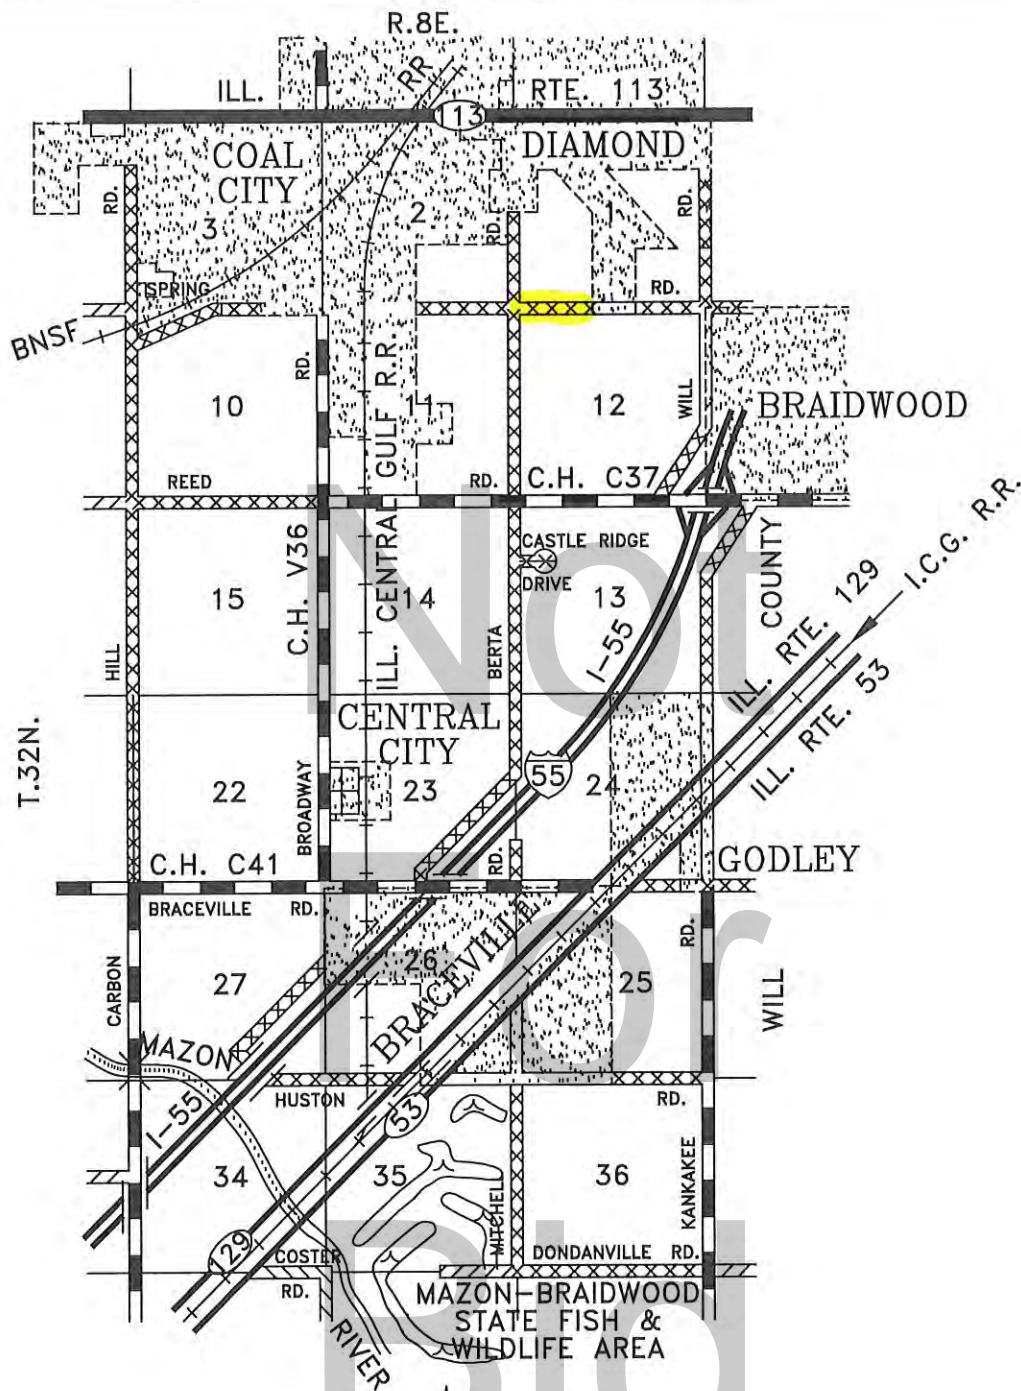 R.8E.
ILL.
RR
RTE. 113
113
COAL
CITY
DIAMOND
RD.
3
2
RD.
1
RD.
SPRING
RD.
BNSF
RD.
10
GULF R.R.
11
12
WILL
BRAIDWOOD
REED
RD.
C.H. C37
C.H. V36
ILL. CENTRAL
CASTLE RIDGE
DRIVE
15
14
13
COUNTY
HILL
BERTA
I-55
ILL. RTE. 129
I.C.G. R.R.
ILL. RTE. 53
T.32N.
CENTRAL
CITY
22
BROADWAY
23
55
24
C.H. C41
RD.
GODLEY
BRACEVILLE
RD.
CARBON
27
26
BRACEVILLE
25
RD.
WILL
MAZON
I-55
HUSTON
53
RD.
34
35
36
KANKAKEE
MITCHELL
129
COSTER
RD.
DONDANVILLE
RD.
MAZON-BRAIDWOOD
STATE FISH &
WILDLIFE AREA
RIVER
Not
For
Bid